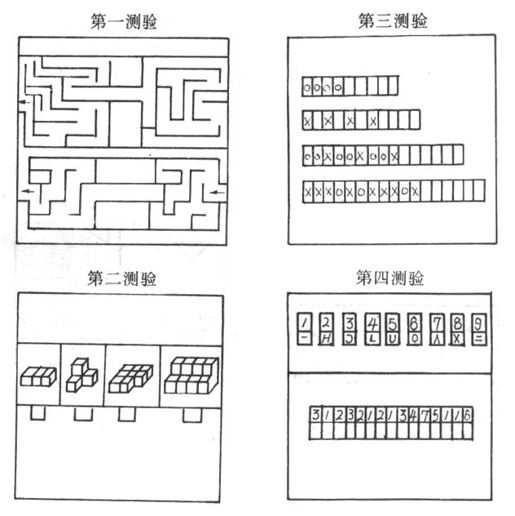 第一测验
第三测验
O O O O
X X X X
O O X O O X O O X
X X X O X O X X X O X
第二测验
第四测验
1 2 3 4 5 6 7 8 9
– N Ɔ L U O Λ X =
3 1 2 3 2 1 2 1 3 4 7 5 1 1